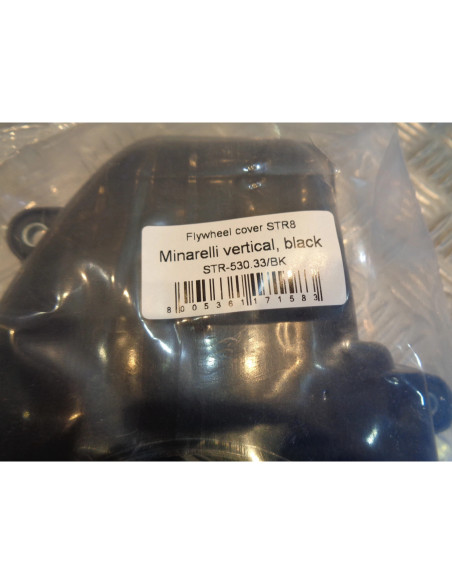 Flywheel cover STR8
Minarelli vertical, black
STR-530.33/BK
8005361171583